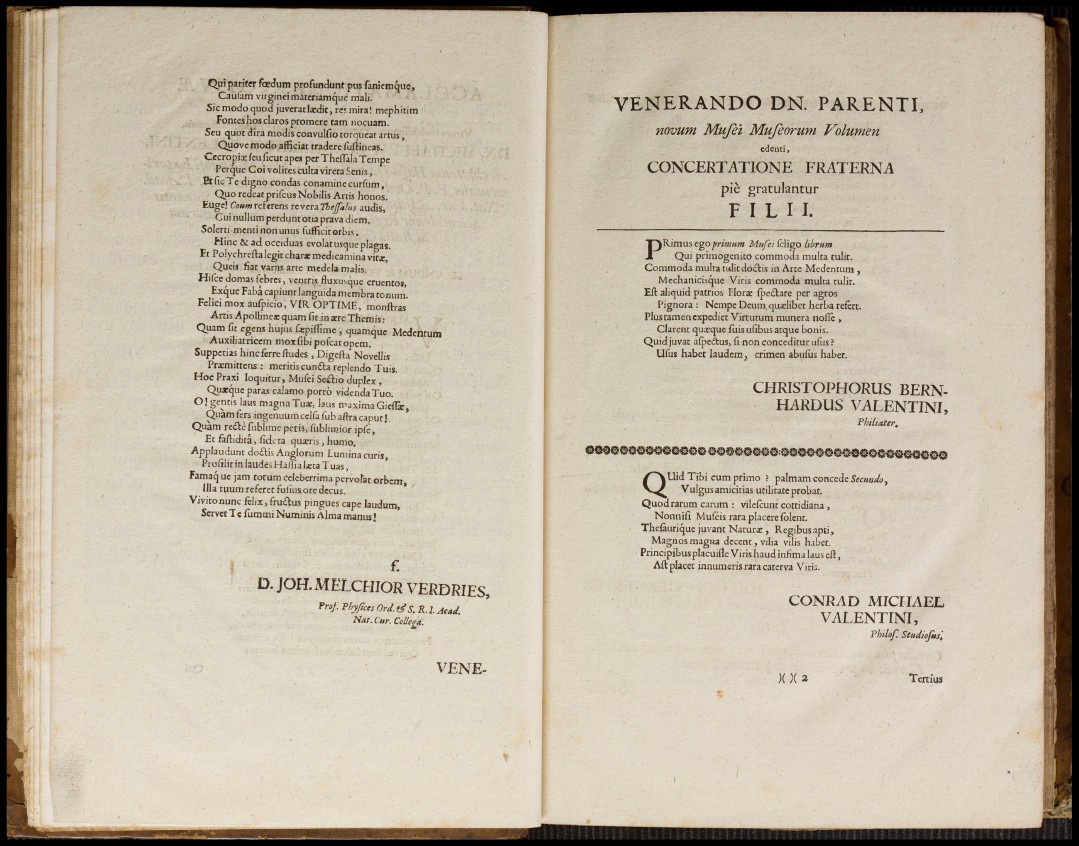 Qui pariter fœdum profundunt pus ſaniemque,
Cauſam virginei materiamque mali.
Sic modo quod juverat lædit, res mira! mephitim
Fontes hos claros promere tam nocuam.
Seu quot dira modis convulſio torqueat artus,
Quove modo afficiat tradere ſuſtineas.
Cecropiæ ſeu ſicut apes per Theſſala Tempe
Perque Coi volites culta vireta Senis,
Et ſic Te digno condas conamine curſum,
Quo redeat priſcus Nobilis Artis honos.
Euge! Coum referens re vera Theſſalus audis,
Cui nullum perdunt otia prava diem.
Solerti menti non unus ſufficit orbis.
Hinc & ad occiduas evolat usque plagas.
Et Polychreſta legit charæ medicamina vitæ,
Queis fiat variis arte medela malis.
Hiſce domas febres, ventris fluxusque cruentos,
Exque Fabâ capiunt languida membra tonum.
Felici mox auſpicio, VIR OPTIME, monſtras
Artis Apollineæ quam ſit in ære Themis:
Quam ſit egens hujus ſæpiſſime, quamque Medentum
Auxiliatricem mox ſibi poſcat opem.
Suppetias hinc ferre ſtudes, Digeſta Novellis
Præmittens: meritis cuncta replendo Tuis.
Hoc Praxi loquitur, Muſei Sectio duplex,
Quæque paras calamo porrò videnda Tuo.
O! gentis laus magna Tuæ, laus maxima Gieſſæ,
Quàm fers ingenuum celſa ſub aſtra caput!
Quàm rectè ſublime petis, ſublimior ipſe,
Et faſtiditâ, ſidera quæris, humo.
Applaudunt doctis Anglorum Lumina curis,
Proſilit in laudes Haſſia læta Tuas,
Famaque jam totum celeberrima pervolat orbem,
Illa tuum referet fuſius ore decus.
Vivito nunc felix, fructus pingues cape laudum,
Servet Te ſummi Numinis Alma manus!
f.
D. JOH. MELCHIOR VERDRIES,
Prof. Phyſices Ord. & S. R. I. Acad.
Nat. Cur. Collega.
VENE-
VENERANDO DN. PARENTI,
novum Muſei Muſeorum Volumen
edenti,
CONCERTATIONE FRATERNA
piè gratulantur
FILII.
PRimus ego primum Muſei ſeligo librum
Qui primogenito commoda multa tulit.
Commoda multa tulit doctis in Arte Medentum,
Mechanicisque Viris commoda multa tulit.
Eſt aliquid patrios Floræ ſpectare per agros
Pignora: Nempe Deum quælibet herba refert.
Plus tamen expediet Virtutum munera noſſe,
Clarent quæque ſuis uſibus atque bonis.
Quid juvat aſpectus, ſi non conceditur uſus?
Uſus habet laudem, crimen abuſus habet.
CHRISTOPHORUS BERN-
HARDUS VALENTINI,
Philiater.
QUid Tibi cum primo? palmam concede Secundo,
Vulgus amicitias utilitate probat.
Quod rarum carum: vileſcunt cottidiana,
Nonniſi Muſeis rara placere ſolent.
Theſaurique juvant Naturæ, Regibus apti,
Magnos magna decent, vilia vilis habet.
Principibus placuiſſe Viris haud infima laus eſt,
Aſt placet innumeris rara caterva Viris.
CONRAD MICHAEL
VALENTINI,
Philoſ. Studioſus.
)( )( 2
Tertius